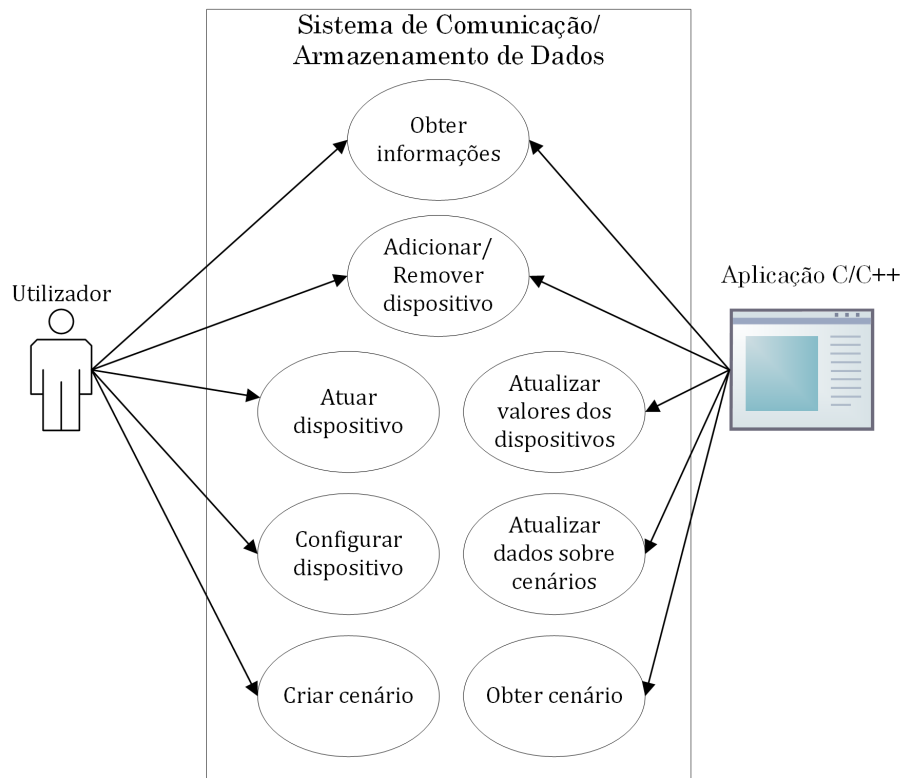 Sistema de Comunicação/
Armazenamento de Dados
Obter
informações
Adicionar/
Remover
dispositivo
Utilizador
Aplicação C/C++
Atuar
dispositivo
Atualizar
valores dos
dispositivos
Configurar
dispositivo
Atualizar
dados sobre
cenários
Criar cenário
Obter cenário